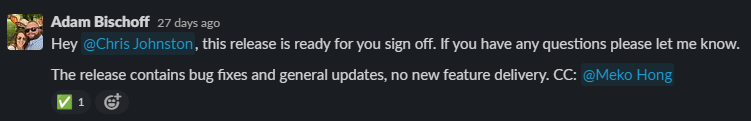 Adam Bischoff 27 days ago
Hey @Chris Johnston, this release is ready for you sign off. If you have any questions please let me know.
The release contains bug fixes and general updates, no new feature delivery. CC: @Meko Hong
1